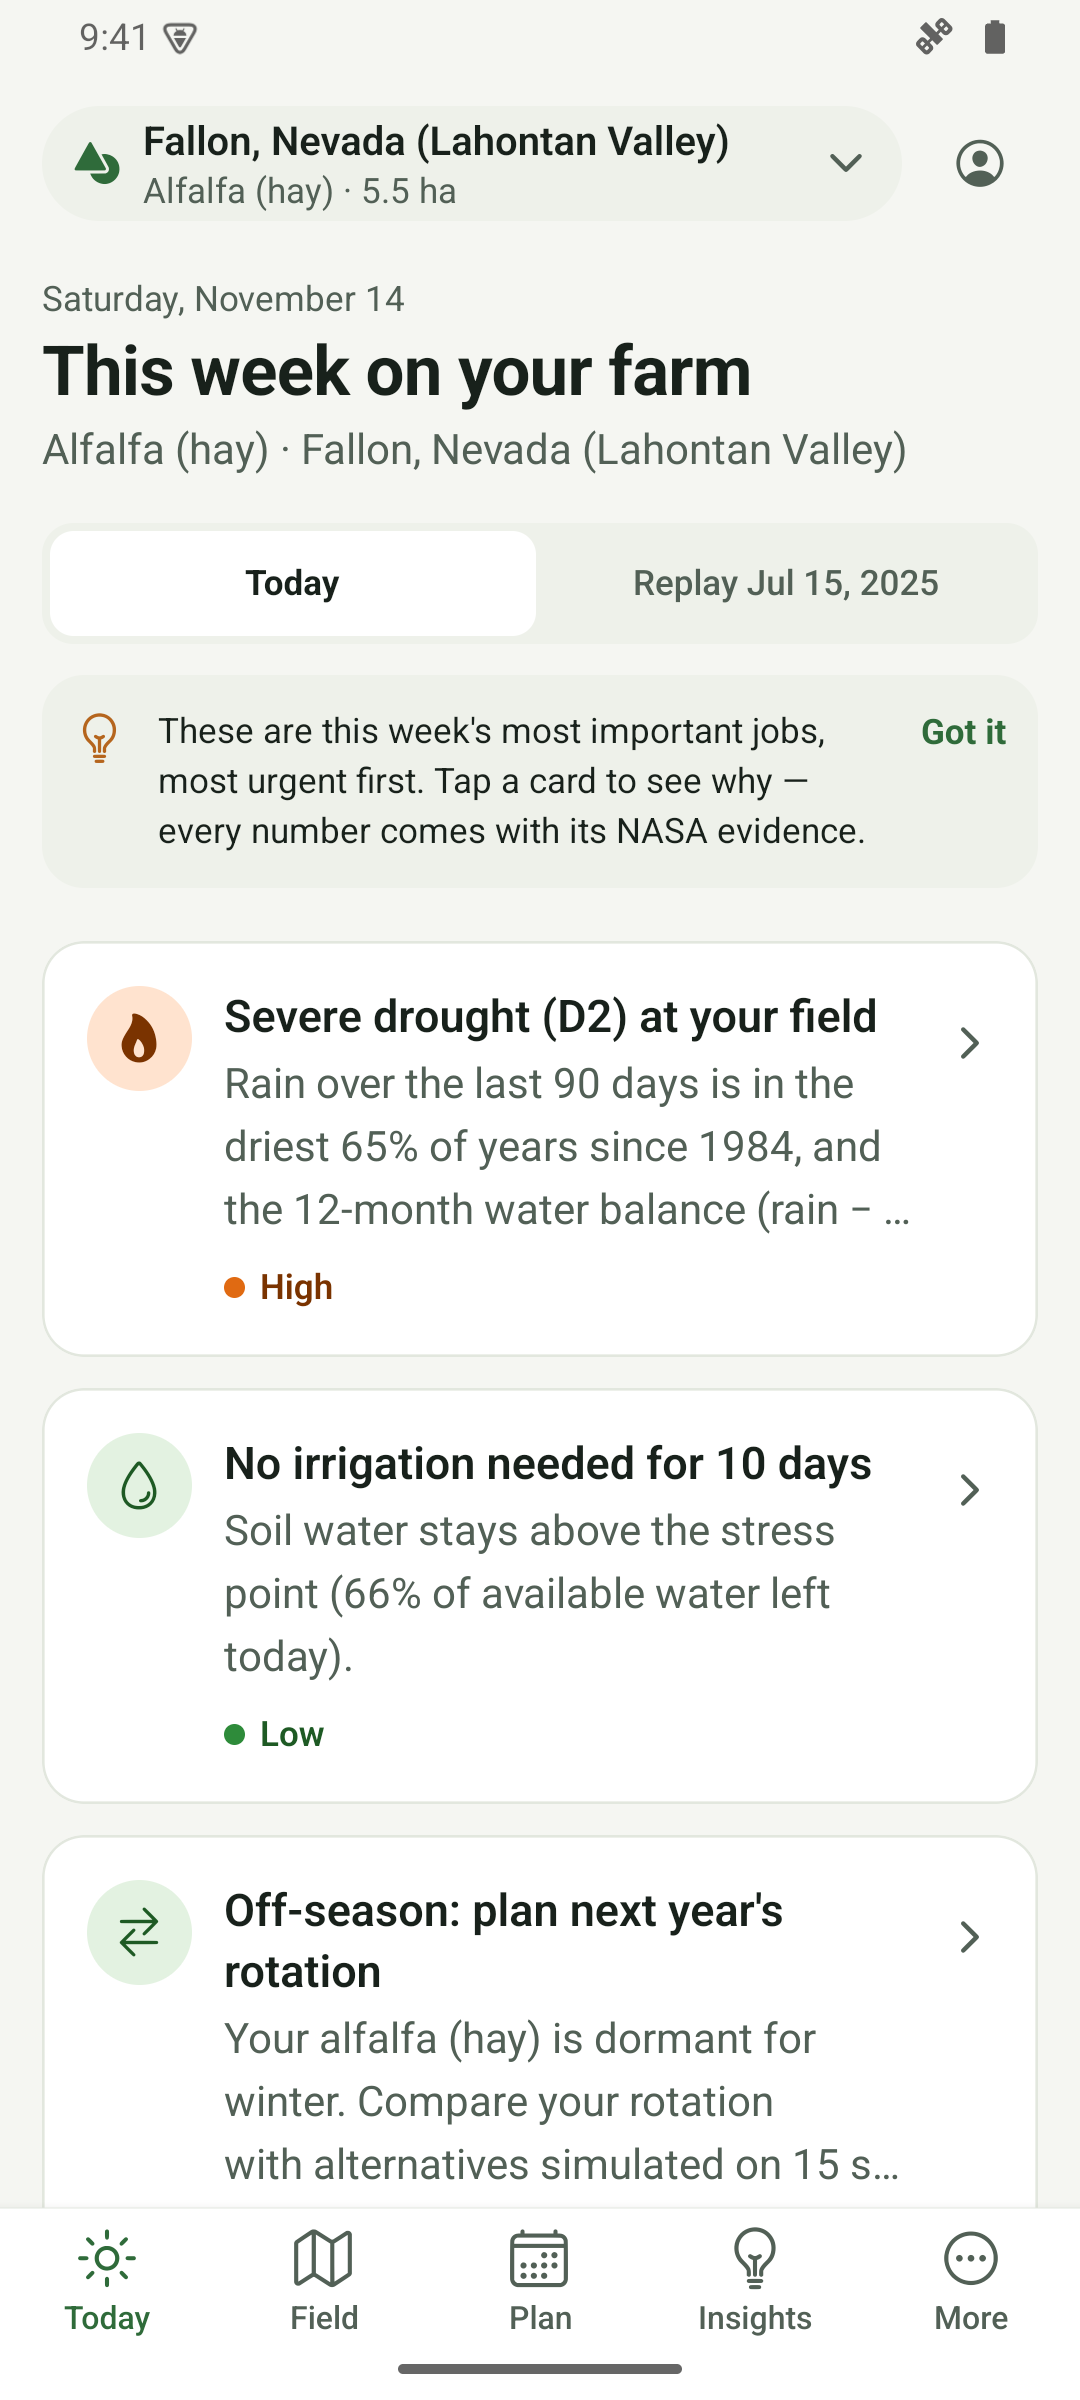 9:41
Fallon, Nevada (Lahontan Valley)
Alfalfa (hay) · 5.5 ha
Saturday, November 14
This week on your farm
Alfalfa (hay) · Fallon, Nevada (Lahontan Valley)
Today
Replay Jul 15, 2025
These are this week's most important jobs,
most urgent first. Tap a card to see why —
every number comes with its NASA evidence.
Got it
Severe drought (D2) at your field
Rain over the last 90 days is in the
driest 65% of years since 1984, and
the 12-month water balance (rain − …
High
No irrigation needed for 10 days
Soil water stays above the stress
point (66% of available water left
today).
Low
Off-season: plan next year's
rotation
Your alfalfa (hay) is dormant for
winter. Compare your rotation
with alternatives simulated on 15 s…
Today
Field
Plan
Insights
More